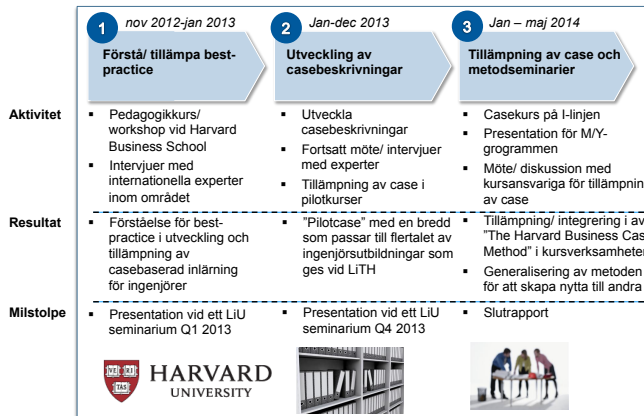 1
nov 2012-jan 2013
Förstå/ tillämpa best-
practice
2
Jan-dec 2013
Utveckling av
casebeskrivningar
3
Jan – maj 2014
Tillämpning av case och
metodseminarier
Aktivitet
▪ Pedagogikkurs/
workshop vid Harvard
Business School
▪ Intervjuer med
internationella experter
inom området
▪ Utveckla
casebeskrivningar
▪ Fortsatt möte/ intervjuer
med experter
▪ Tillämpning av case i
pilotkurser
▪ Casekurs på I-linjen
▪ Presentation för M/Y-
grogrammen
▪ Möte/ diskussion med
kursansvariga för tillämpnin
av case
Resultat
▪ Förståelse för best-
practice i utveckling och
tillämpning av
casebaserad inlärning
för ingenjörer
▪ ”Pilotcase” med en bredd
som passar till flertalet av
ingenjörsutbildningar som
ges vid LiTH
▪ Tillämpning/ integrering i av
”The Harvard Business Cas
Method” i kursverksamheter
▪ Generalisering av metoden
för att skapa nytta till andra
Milstolpe
▪ Presentation vid ett LiU
seminarium Q1 2013
▪ Presentation vid ett LiU
seminarium Q4 2013
▪ Slutrapport
VE RI
TAS
HARVARD
UNIVERSITY